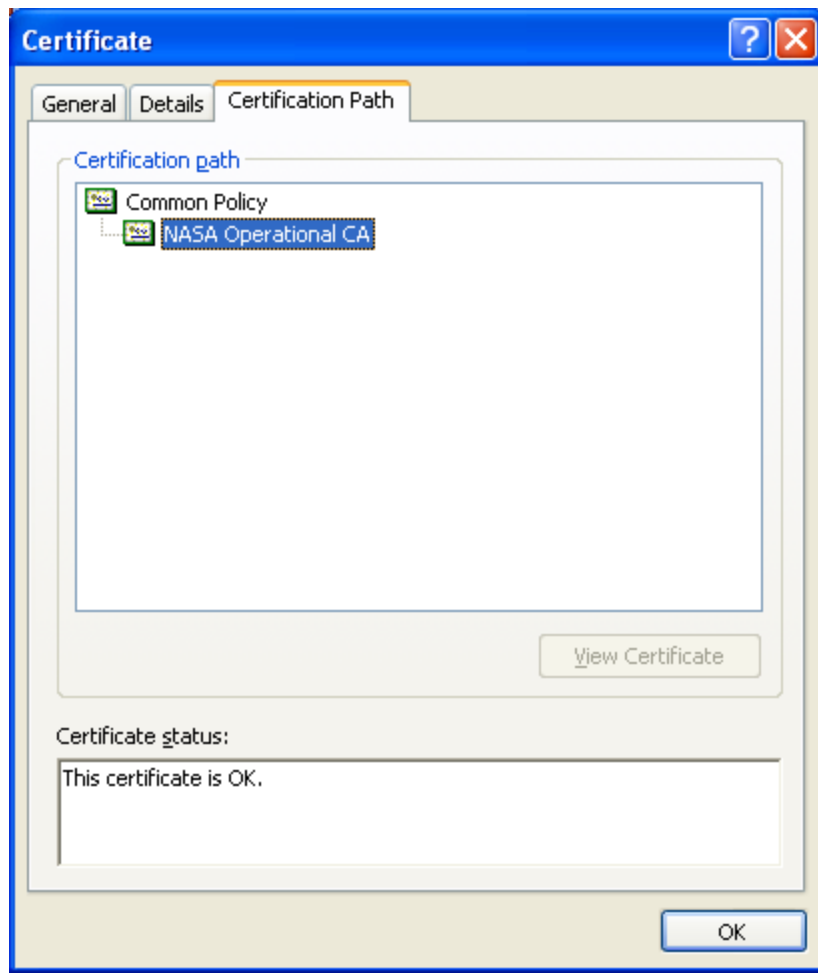 Certificate
General Details Certification Path
Certification path
Common Policy
NASA Operational CA
View Certificate
Certificate status:
This certificate is OK.
OK